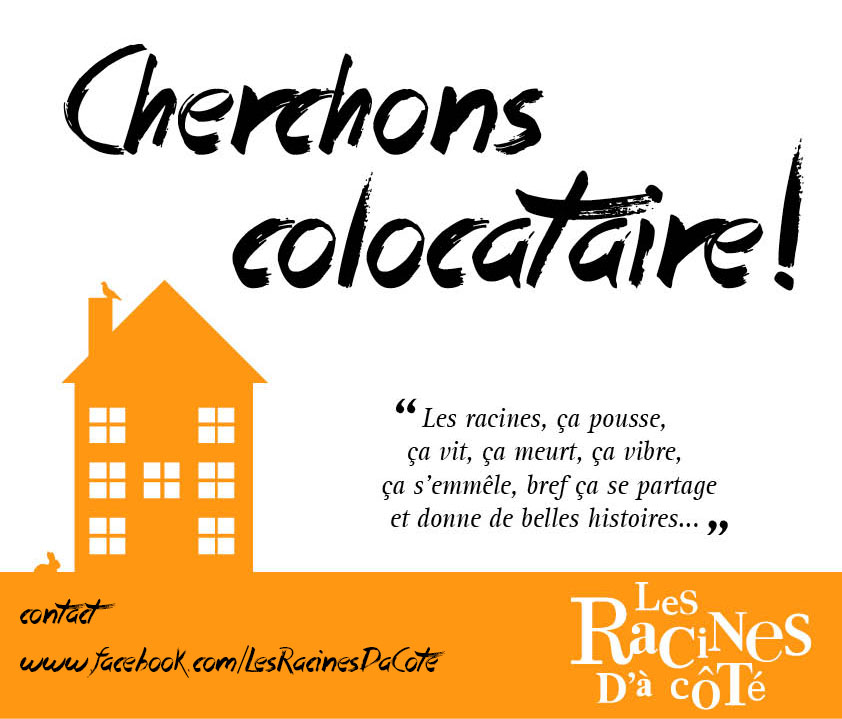 Cherchons
colocataire!
“ Les racines, ça pousse,
ça vit, ça meurt, ça vibre,
ça s'emmêle, bref ça se partage
et donne de belles histoires... ”
contact
www.facebook.com/LesRacinesDaCote
Les
Racines
D'à côté